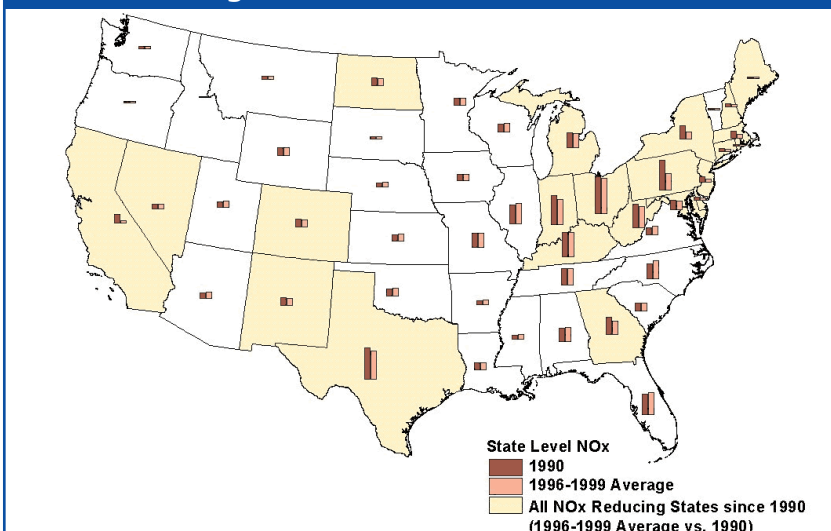 State Level NOx
1990
1996-1999 Average
All NOx Reducing States since 1990
(1996-1999 Average vs. 1990)